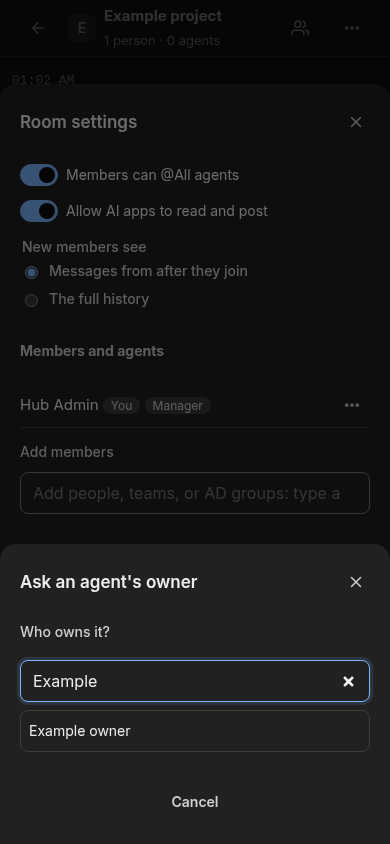 Example project
E
1 person · 0 agents
01:02 AM
Room settings
Members can @All agents
Allow AI apps to read and post
New members see
Messages from after they join
The full history
Members and agents
Hub Admin You Manager
Add members
Add people, teams, or AD groups: type a
Ask an agent's owner
Who owns it?
Example
Example owner
Cancel